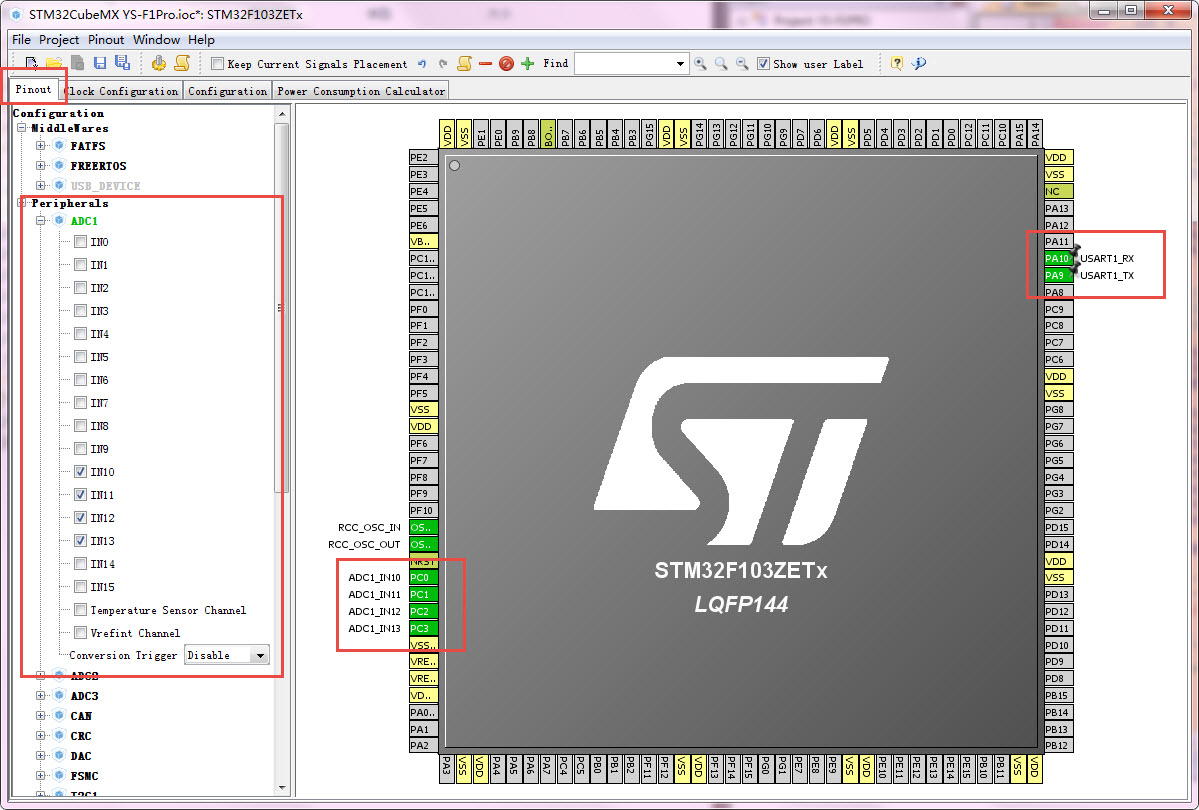 STM32CubeMX YS-F1Pro.ioc*: STM32F103ZETx
File Project Pinout Window Help
Keep Current Signals Placement Find Show user Label
Pinout Clock Configuration Configuration Power Consumption Calculator
Configuration
MiddleWares
FATFS
FREERTOS
USB_DEVICE
Peripherals
ADC1
IN0
IN1
IN2
IN3
IN4
IN5
IN6
IN7
IN8
IN9
IN10
IN11
IN12
IN13
IN14
IN15
Temperature Sensor Channel
Vrefint Channel
Conversion Trigger Disable
ADC2
ADC3
CAN
CRC
DAC
FSMC
I2C1
VDD VSS PE1 PE0 PB9 PB8 BO.. PB7 PB6 PB5 PB4 PB3 PG15 VDD VSS PG14 PG13 PG12 PG11 PG10 PG9 PD7 PD6 VDD VSS PD5 PD4 PD3 PD2 PD1 PD0 PC12 PC11 PC10 PA15 PA14
PE2
PE3
PE4
PE5
PE6
VB..
PC1..
PC1..
PC1..
PF0
PF1
PF2
PF3
PF4
PF5
VSS
VDD
PF6
PF7
PF8
PF9
PF10
RCC_OSC_IN OS..
RCC_OSC_OUT OS..
NRST
ADC1_IN10 PC0
ADC1_IN11 PC1
ADC1_IN12 PC2
ADC1_IN13 PC3
VSS..
VRE..
VRE..
VD..
PA0..
PA1
PA2
ST
STM32F103ZETx
LQFP144
VDD
VSS
NC
PA13
PA12
PA11
PA10 USART1_RX
PA9 USART1_TX
PA8
PC9
PC8
PC7
PC6
VDD
VSS
PG8
PG7
PG6
PG5
PG4
PG3
PG2
PD15
PD14
VDD
VSS
PD13
PD12
PD11
PD10
PD9
PD8
PB15
PB14
PB13
PB12
PA3 VSS VDD PA4 PA5 PA6 PA7 PC4 PC5 PB0 PB1 PB2 PF11 PF12 VSS VDD PF13 PF14 PF15 PG0 PG1 PE7 PE8 PE9 VSS VDD PE10 PE11 PE12 PE13 PE14 PE15 PB10 PB11 VSS VDD